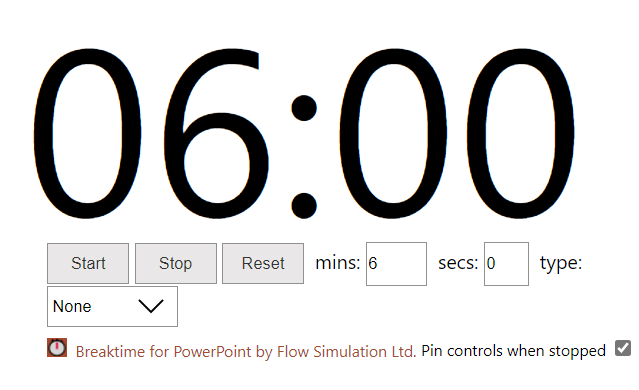 06:00
Start Stop Reset mins: 6 secs: 0 type:
None
Breaktime for PowerPoint by Flow Simulation Ltd. Pin controls when stopped